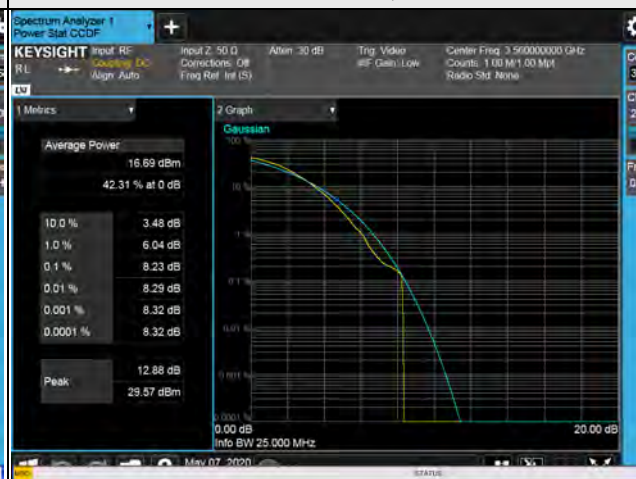 Spectrum Analyzer 1
Power Stat CCDF
+
KEYSIGHT Input: RF
Input Z: 50 Ω
Atten: 30 dB
Trig: Video
Center Freq: 3.560000000 GHz
RL
Coupling: DC
Corrections: Off
#IF Gain: Low
Counts: 1.00 M/1.00 Mpt
Align: Auto
Freq Ref: Int (S)
Radio Std: None
LW
1 Metrics
2 Graph
Gaussian
Average Power
16.69 dBm
42.31 % at 0 dB
10.0 % 3.48 dB
1.0 % 6.04 dB
0.1 % 8.23 dB
0.01 % 8.29 dB
0.001 % 8.32 dB
0.0001 % 8.32 dB
Peak
12.88 dB
29.57 dBm
100 %
10 %
1 %
0.1 %
0.01 %
0.001 %
0.0001 %
0.00 dB
20.00 dB
Info BW 25.000 MHz
May 07, 2020
MSG
STATUS